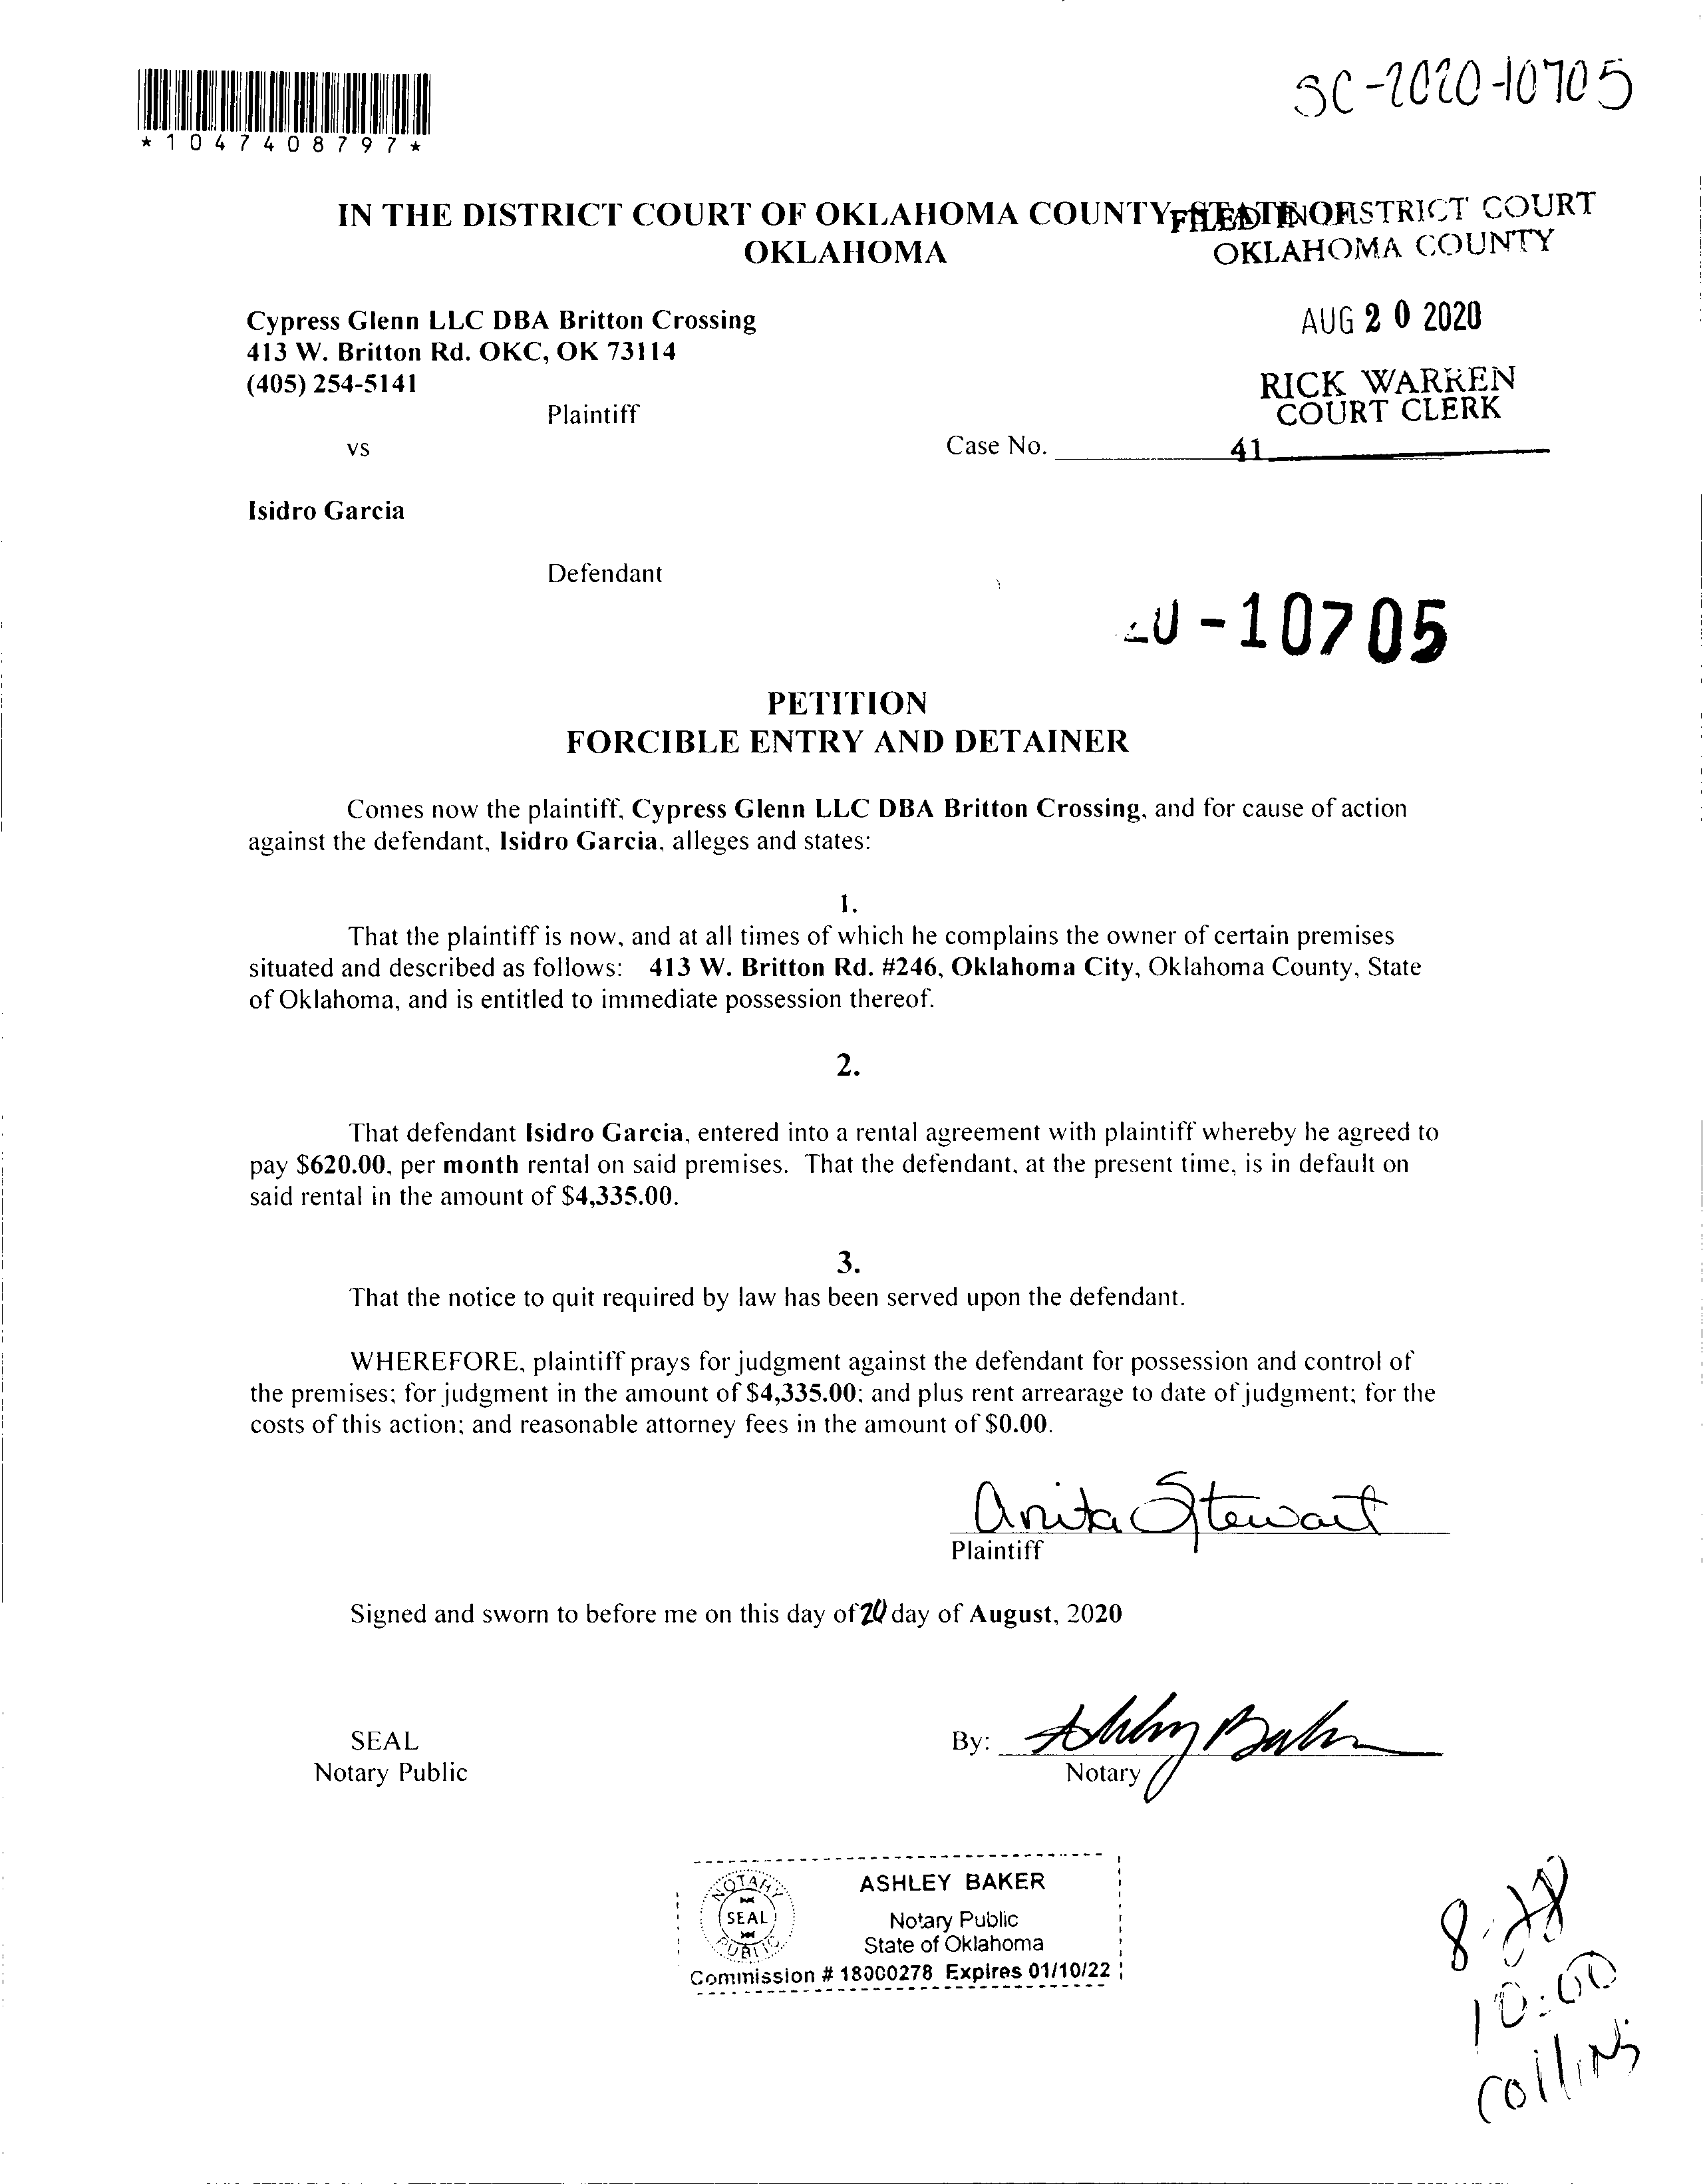 SC-2020-10705
*1047408797*
IN THE DISTRICT COURT OF OKLAHOMA COUNTY, STATE OF
OKLAHOMA
FILED IN DISTRICT COURT
OKLAHOMA COUNTY
Cypress Glenn LLC DBA Britton Crossing
413 W. Britton Rd. OKC, OK 73114
(405) 254-5141
Plaintiff
AUG 20 2020
RICK WARREN
COURT CLERK
vs
Case No.
41
Isidro Garcia
Defendant
20-10705
PETITION
FORCIBLE ENTRY AND DETAINER
Comes now the plaintiff, Cypress Glenn LLC DBA Britton Crossing, and for cause of action
against the defendant, Isidro Garcia, alleges and states:
1.
That the plaintiff is now, and at all times of which he complains the owner of certain premises
situated and described as follows: 413 W. Britton Rd. #246, Oklahoma City, Oklahoma County, State
of Oklahoma, and is entitled to immediate possession thereof.
2.
That defendant Isidro Garcia, entered into a rental agreement with plaintiff whereby he agreed to
pay $620.00, per month rental on said premises. That the defendant, at the present time, is in default on
said rental in the amount of $4,335.00.
3.
That the notice to quit required by law has been served upon the defendant.
WHEREFORE, plaintiff prays for judgment against the defendant for possession and control of
the premises; for judgment in the amount of $4,335.00; and plus rent arrearage to date of judgment; for the
costs of this action; and reasonable attorney fees in the amount of $0.00.
Anita Stewart
Plaintiff
Signed and sworn to before me on this day of 20 day of August, 2020
SEAL
Notary Public
By: Ashley Baker
Notary
NOTARY
SEAL
PUBLIC
ASHLEY BAKER
Notary Public
State of Oklahoma
Commission # 18000278 Expires 01/10/22
8-28
10:00
Collins